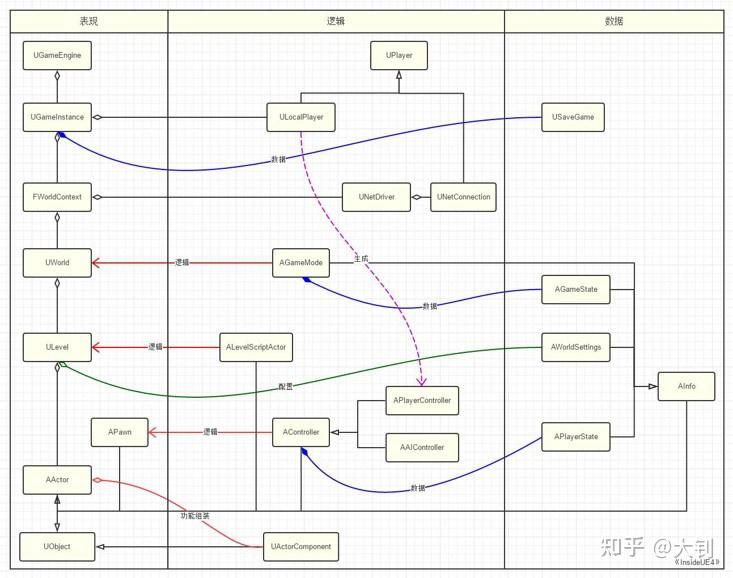 表现
逻辑
数据
UGameEngine
UPlayer
UGameInstance
ULocalPlayer
USaveGame
数据
FWorldContext
UNetDriver
UNetConnection
UWorld
逻辑
AGameMode
生成
AGameState
数据
ULevel
逻辑
ALevelScriptActor
AWorldSettings
配置
AInfo
APlayerController
APawn
逻辑
AController
AAIController
APlayerState
AActor
数据
功能组装
UObject
UActorComponent
知乎 @大钊
《InsideUE4》